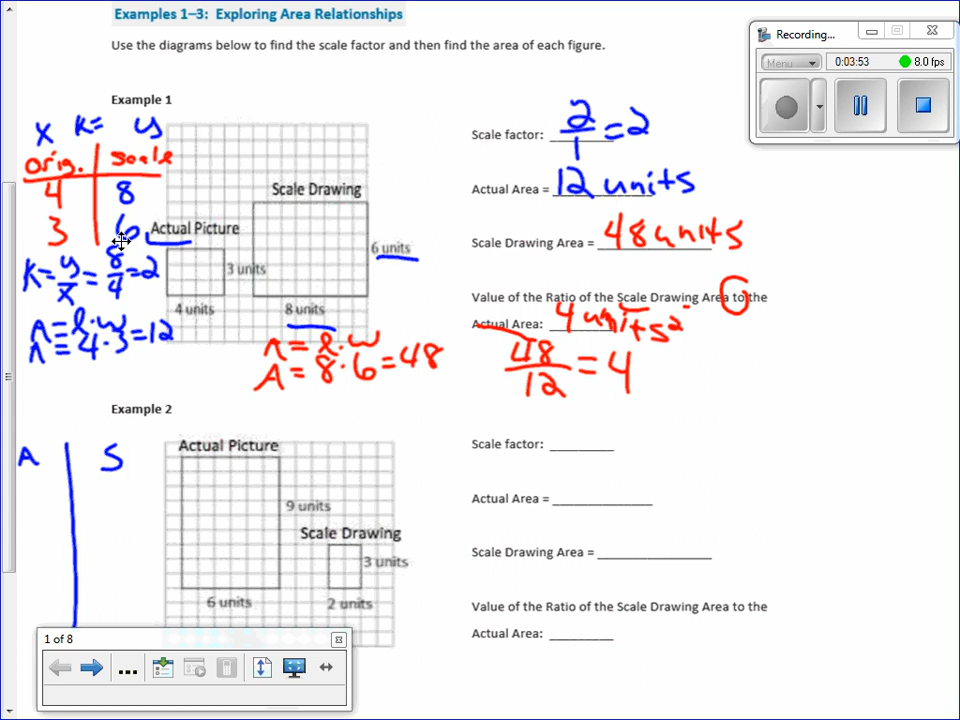 Examples 1–3: Exploring Area Relationships
Use the diagrams below to find the scale factor and then find the area of each figure.
Recording...
Menu
0:03:53
8.0 fps
Example 1
x k= y
orig. scale
4 8
3 6
k = y/x = 8/4 = 2
A = l·w
A = 4·3 = 12
Scale Drawing
Actual Picture
6 units
3 units
4 units
8 units
A = l·w
A = 8·6 = 48
Scale factor: 2/1 = 2
Actual Area = 12 units
Scale Drawing Area = 48 units
Value of the Ratio of the Scale Drawing Area to the
Actual Area: 4 units²
48/12 = 4
Example 2
A S
Actual Picture
9 units
Scale Drawing
3 units
6 units
2 units
Scale factor: ________
Actual Area = ____________
Scale Drawing Area = ______________
Value of the Ratio of the Scale Drawing Area to the
Actual Area: ________
1 of 8